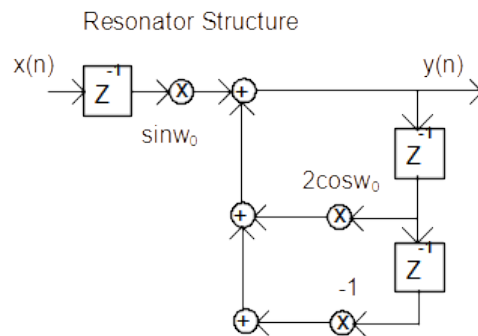 Resonator Structure
x(n)
y(n)
Z⁻¹
X
+
sinw₀
Z⁻¹
2cosw₀
+
X
Z⁻¹
-1
+
X